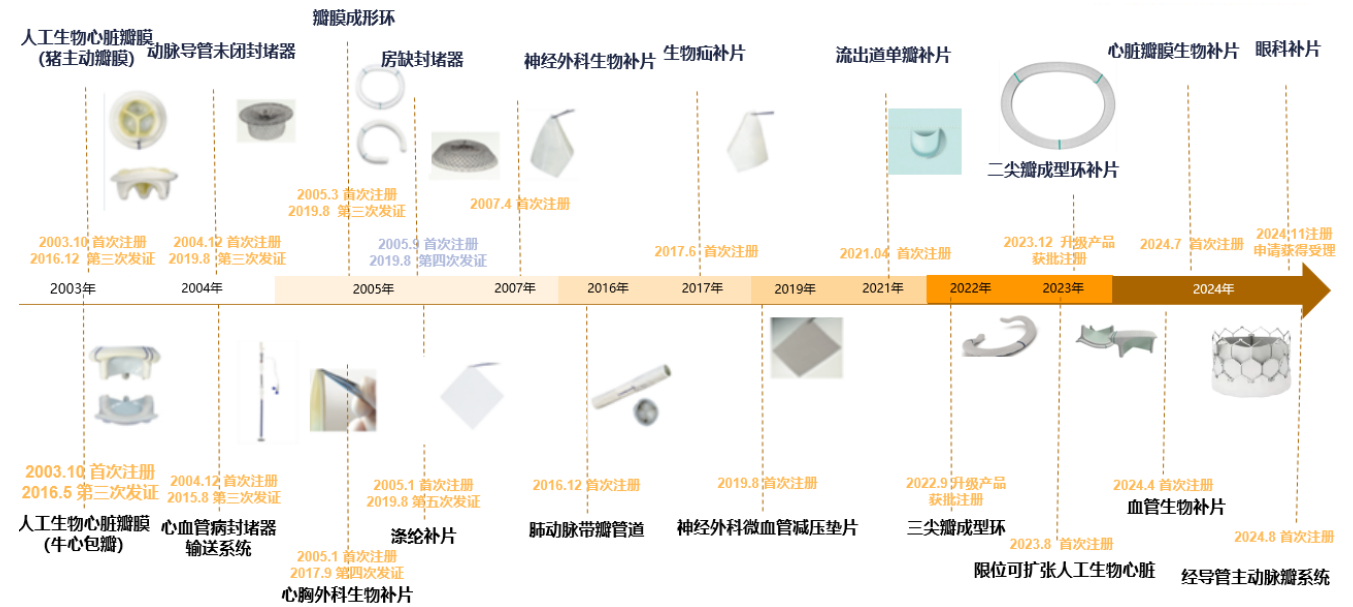 瓣膜成形环
人工生物心脏瓣膜
(猪主动瓣膜)
动脉导管未闭封堵器
房缺封堵器
神经外科生物补片
生物疝补片
流出道单瓣补片
心脏瓣膜生物补片
眼科补片
二尖瓣成型环补片
2003.10 首次注册
2016.12 第三次发证
2004.12 首次注册
2019.8 第三次发证
2005.3 首次注册
2019.8 第三次发证
2005.9 首次注册
2019.8 第四次发证
2007.4 首次注册
2017.6 首次注册
2021.04 首次注册
2023.12 升级产品
获批注册
2024.7 首次注册
2024.11注册
申请获得受理
2003年
2004年
2005年
2007年
2016年
2017年
2019年
2021年
2022年
2023年
2024年
2003.10 首次注册
2016.5 第三次发证
人工生物心脏瓣膜
(牛心包瓣)
2004.12 首次注册
2015.8 第三次发证
心血管病封堵器
输送系统
2005.1 首次注册
2017.9 第四次发证
心胸外科生物补片
2005.1 首次注册
2019.8 第五次发证
涤纶补片
2016.12 首次注册
肺动脉带瓣管道
2019.8 首次注册
神经外科微血管减压垫片
2022.9 升级产品
获批注册
三尖瓣成型环
2023.8 首次注册
限位可扩张人工生物心脏
2024.4 首次注册
血管生物补片
2024.8 首次注册
经导管主动脉瓣系统